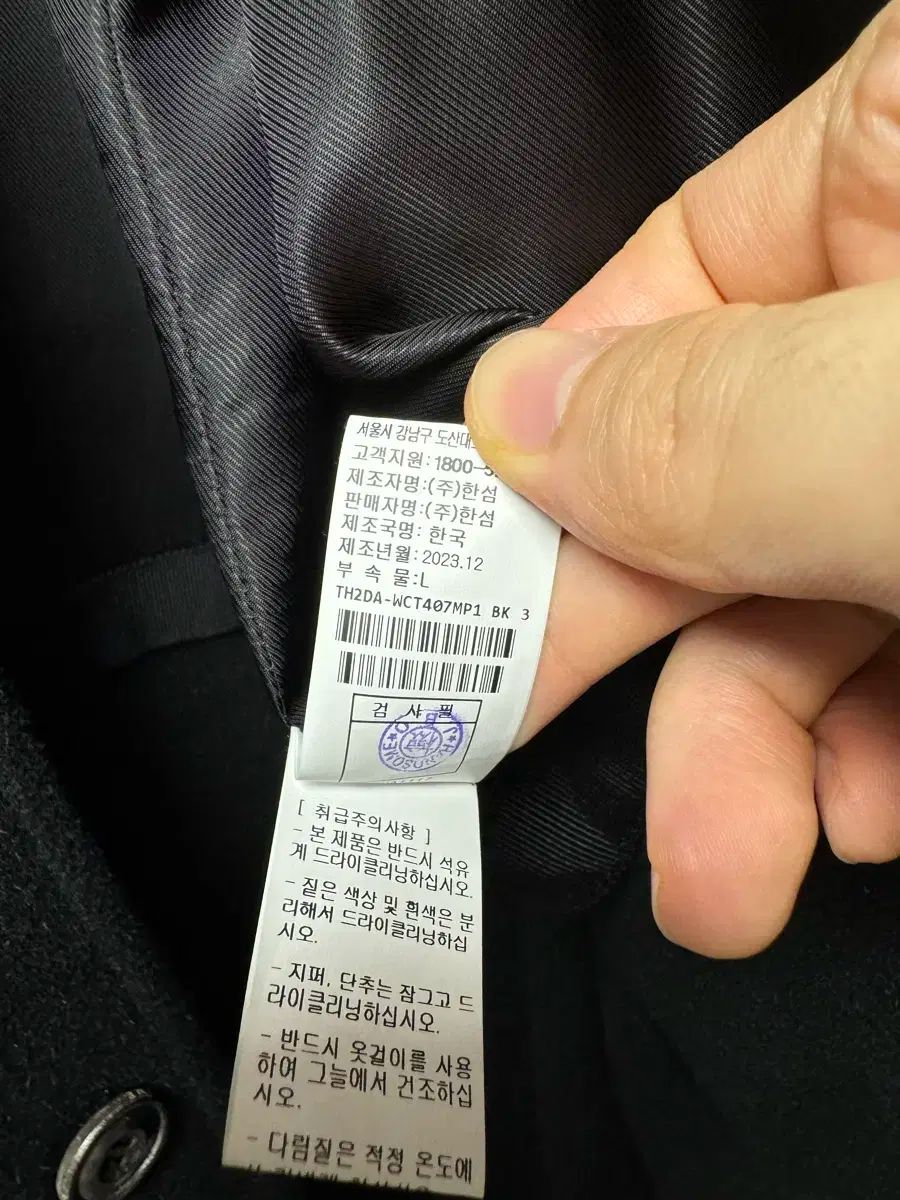 서울시 강남구
고객지원:1800-5
제조자명:(주)한섬
판매자명:(주)한섬
제조국명: 한국
제조년월:2023.12
부 속 물:L
TH2DA-WCT407MP1 BK 3
검 사 필
[ 취급주의사항 ]
- 본 제품은 반드시 석유
계 드라이클리닝하십시오.
- 짙은 색상 및 흰색은 분
리해서 드라이클리닝하십
시오.
- 지퍼, 단추는 잠그고 드
라이클리닝하십시오.
- 반드시 옷걸이를 사용
하여 그늘에서 건조하십
시오.
- 다림질은 적정 온도에